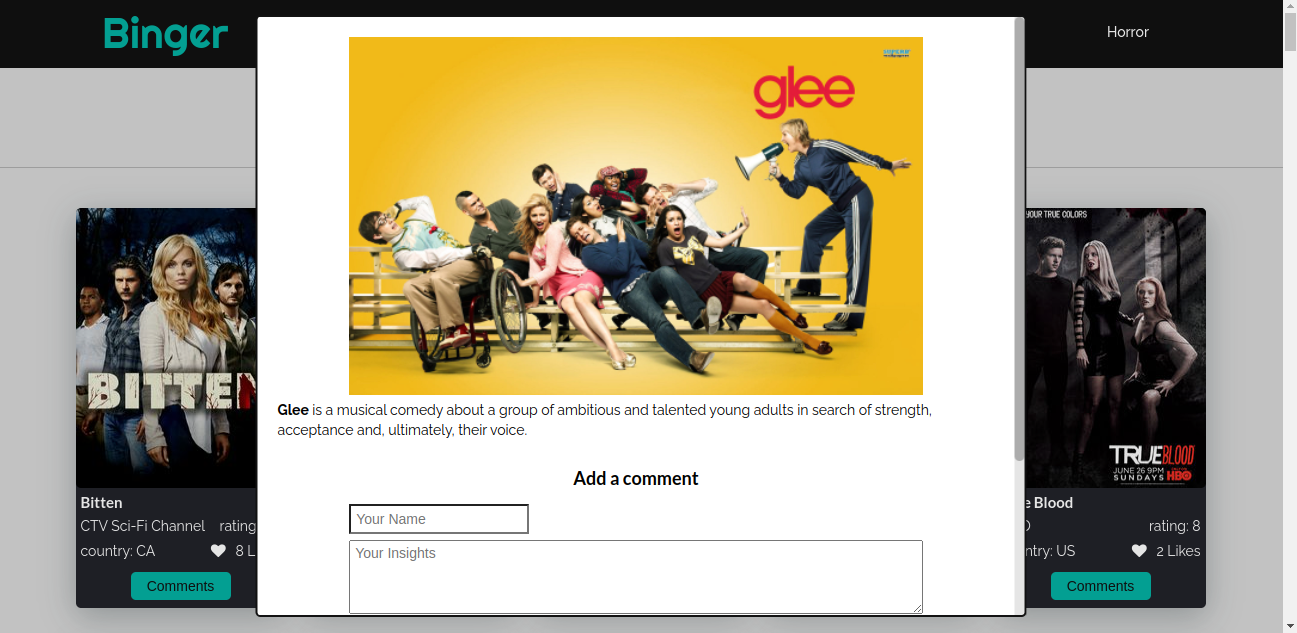 Binger
Horror
glee
Glee is a musical comedy about a group of ambitious and talented young adults in search of strength,
acceptance and, ultimately, their voice.
Add a comment
Your Name
Your Insights
BITTEN
Bitten
CTV Sci-Fi Channel rating
country: CA 8 L
Comments
YOUR TRUE COLORS
TRUEBLOOD
JUNE 26 9PM
SUNDAYS HBO
e Blood
rating: 8
ntry: US 2 Likes
Comments